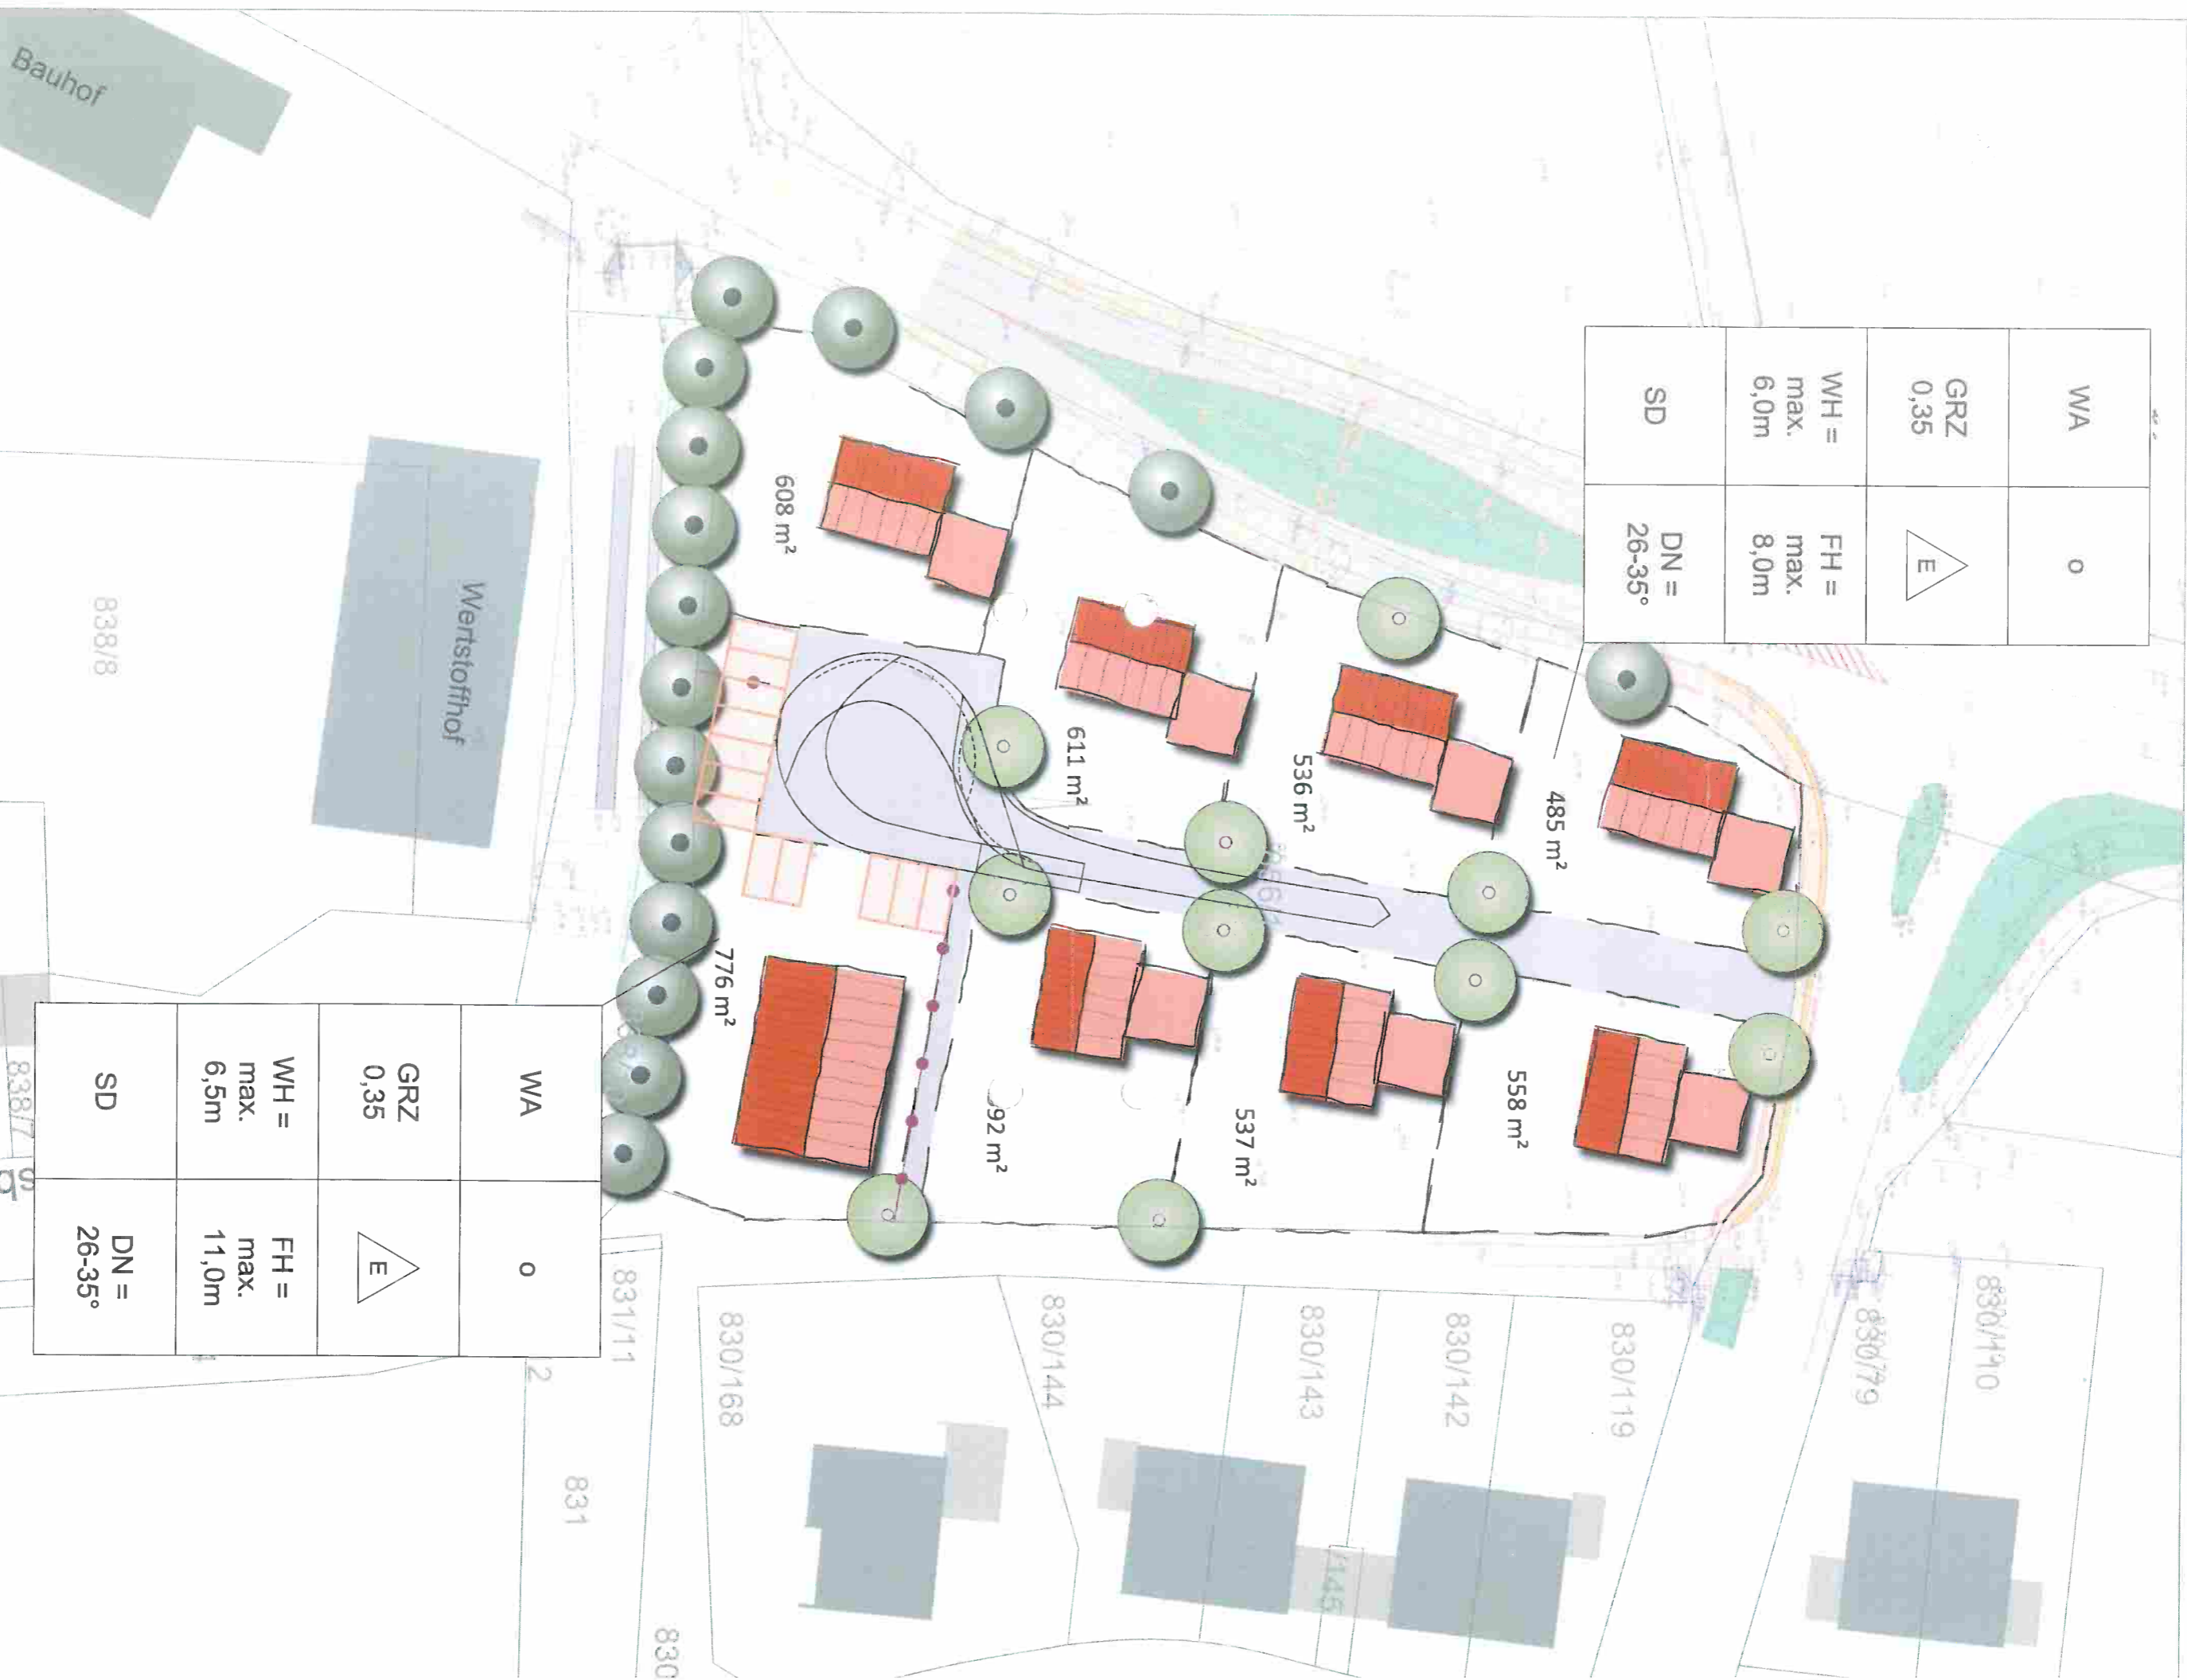 Bauhof
Wertstoffhof
838/8
WA
o
GRZ
0,35
E
WH =
max.
6,0m
FH =
max.
8,0m
SD
DN =
26-35°
608 m²
611 m²
536 m²
485 m²
776 m²
92 m²
537 m²
558 m²
WA
o
GRZ
0,35
E
WH =
max.
6,5m
FH =
max.
11,0m
SD
DN =
26-35°
838/7
831/11
2
831
830
830/168
830/144
830/143
830/142
830/119
830/79